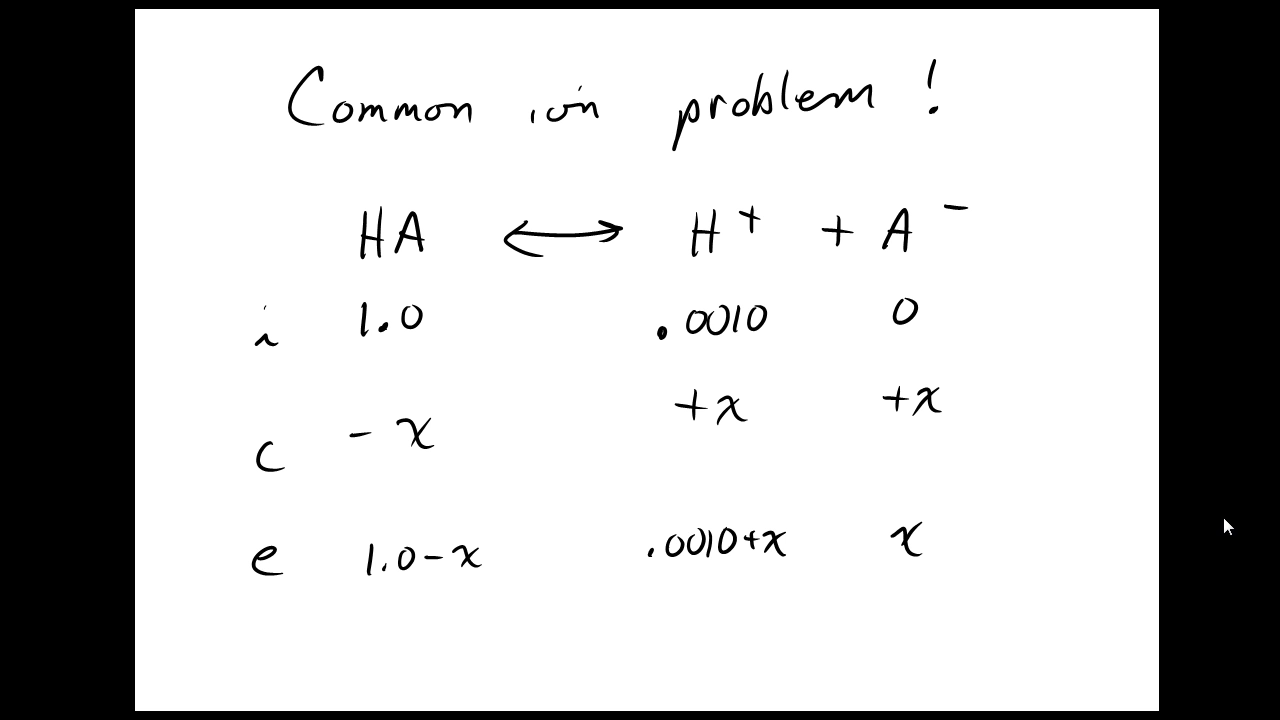 Common ion problem!
HA ⟷ H⁺ + A⁻
i 1.0 .0010 0
c -x +x +x
e 1.0-x .0010+x x